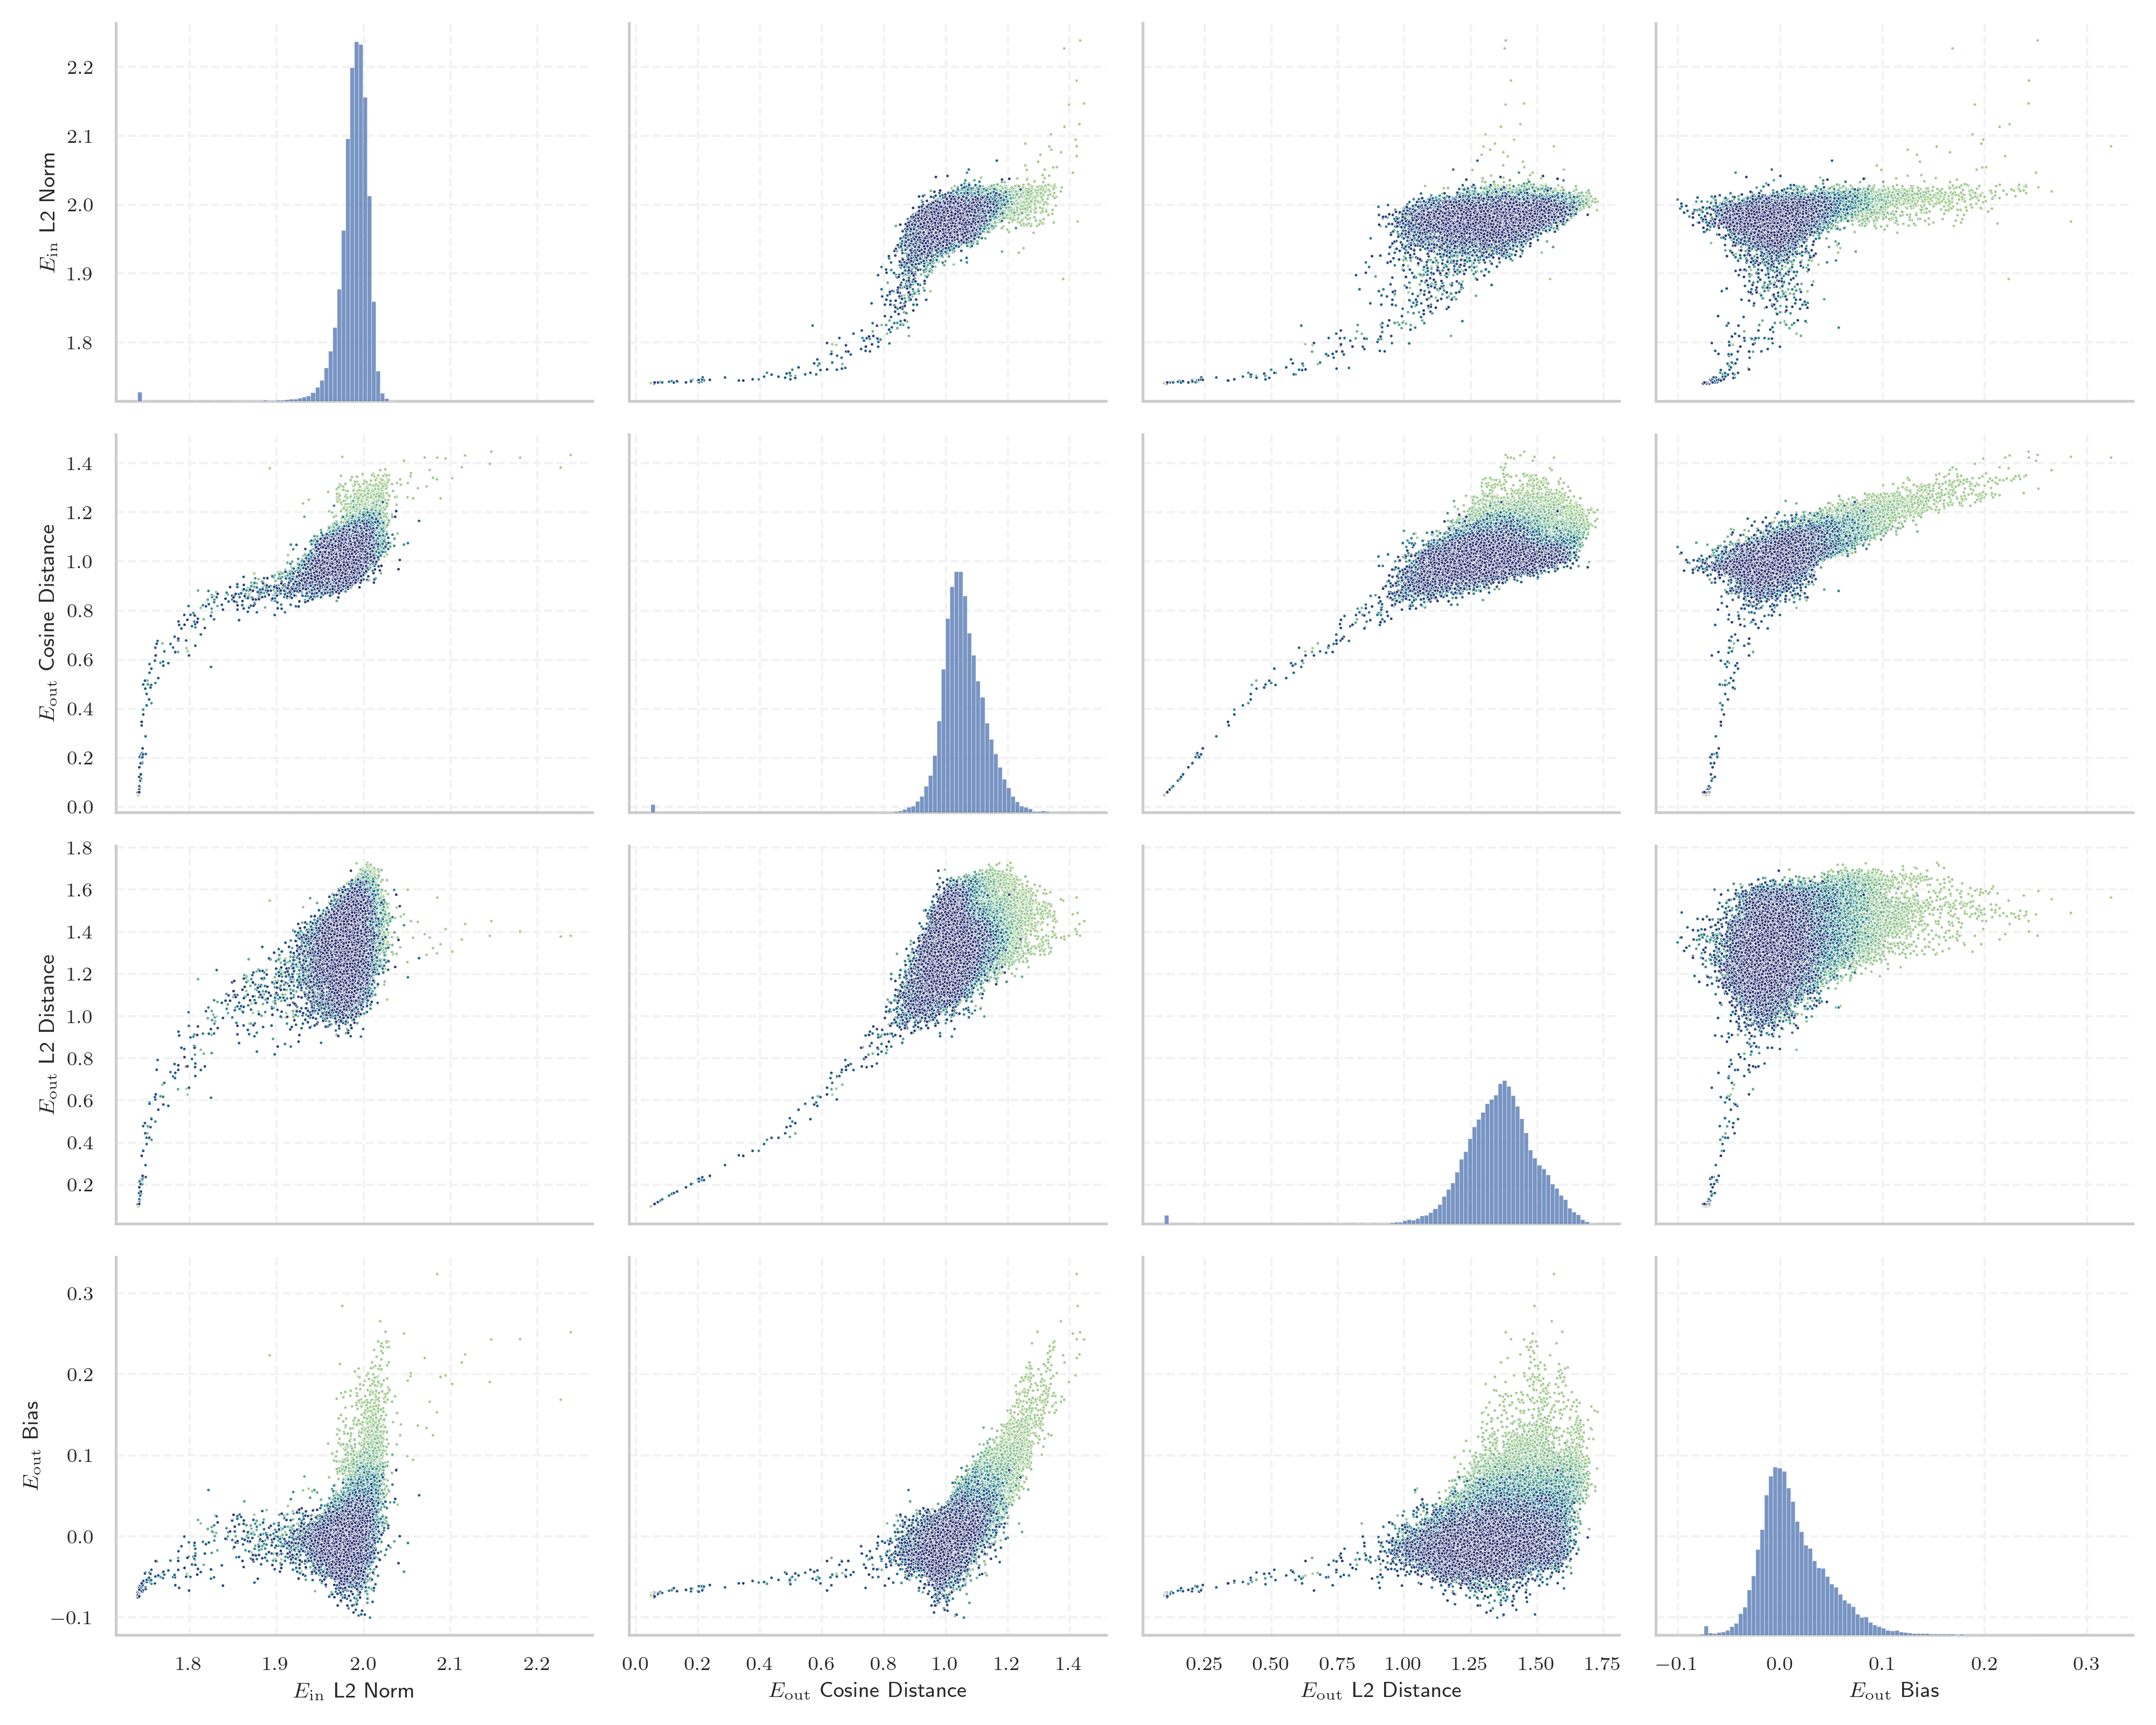 2.2
2.1
2.0
1.9
1.8
E_in L2 Norm
1.4
1.2
1.0
0.8
0.6
0.4
0.2
0.0
E_out Cosine Distance
1.8
1.6
1.4
1.2
1.0
0.8
0.6
0.4
0.2
E_out L2 Distance
0.3
0.2
0.1
0.0
−0.1
E_out Bias
1.8 1.9 2.0 2.1 2.2
E_in L2 Norm
0.0 0.2 0.4 0.6 0.8 1.0 1.2 1.4
E_out Cosine Distance
0.25 0.50 0.75 1.00 1.25 1.50 1.75
E_out L2 Distance
−0.1 0.0 0.1 0.2 0.3
E_out Bias